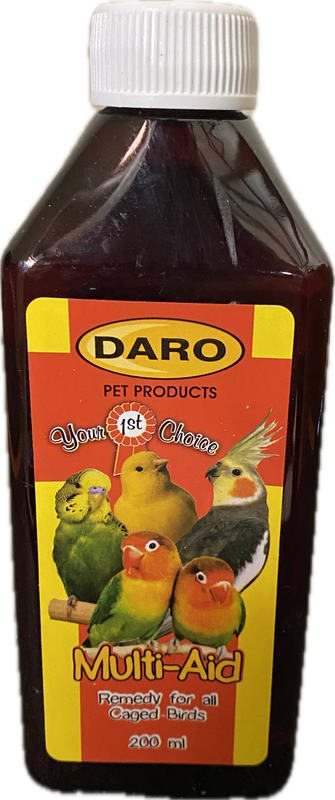 DARO
PET PRODUCTS
Your 1st Choice
Multi-Aid
Remedy for all
Caged Birds
200 ml